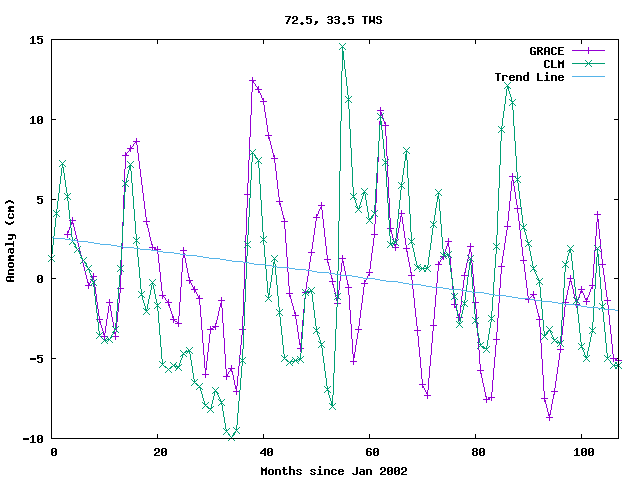 72.5, 33.5 TWS
GRACE
CLM
Trend Line
15
10
5
0
-5
-10
Anomaly (cm)
0 20 40 60 80 100
Months since Jan 2002